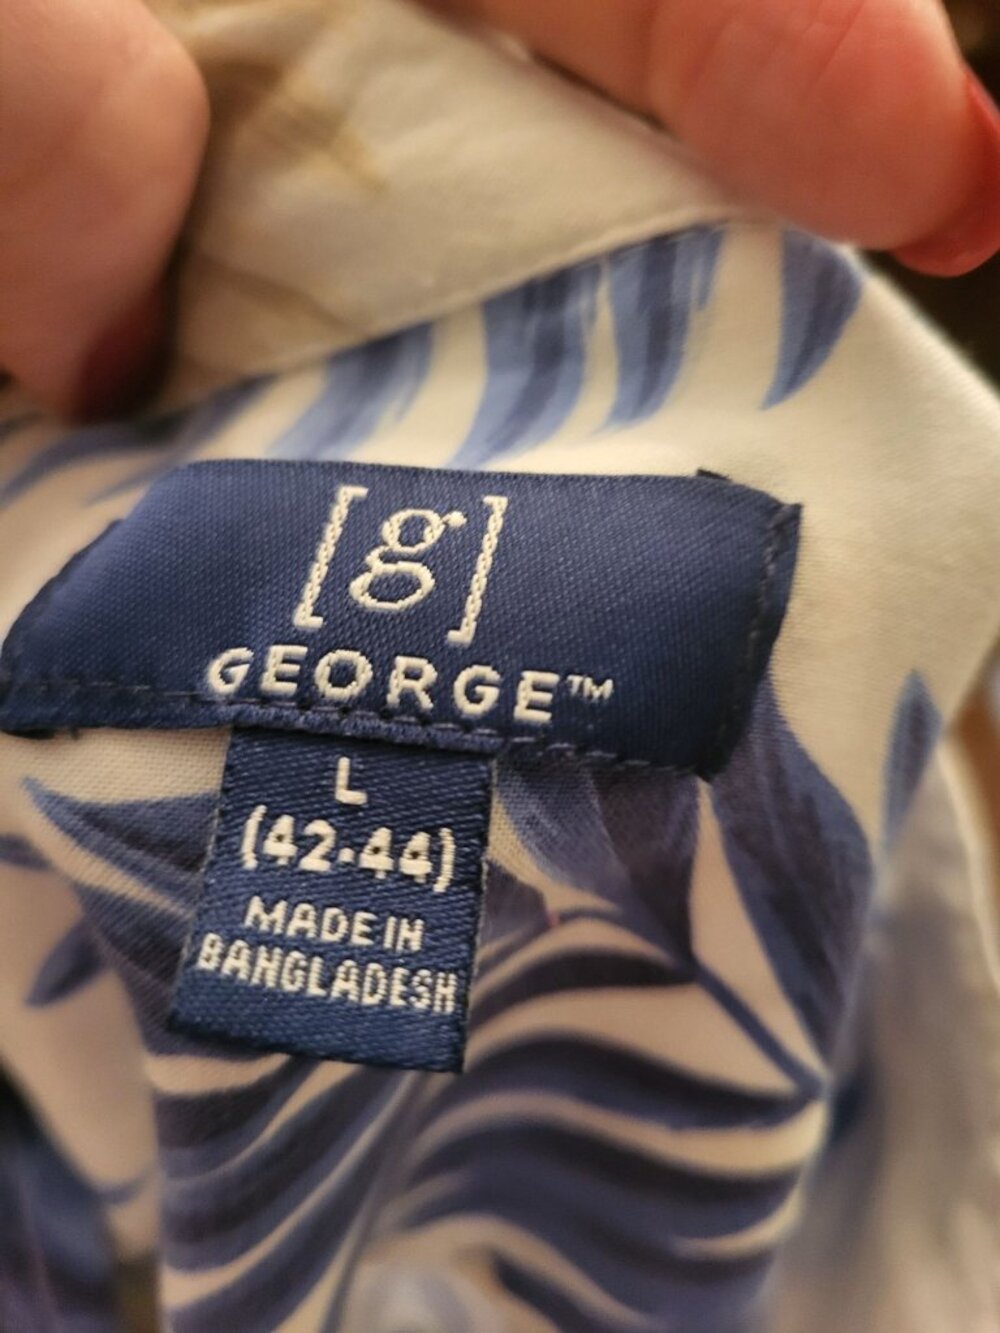 [g]
GEORGE™
L
(42-44)
MADE IN
BANGLADESH